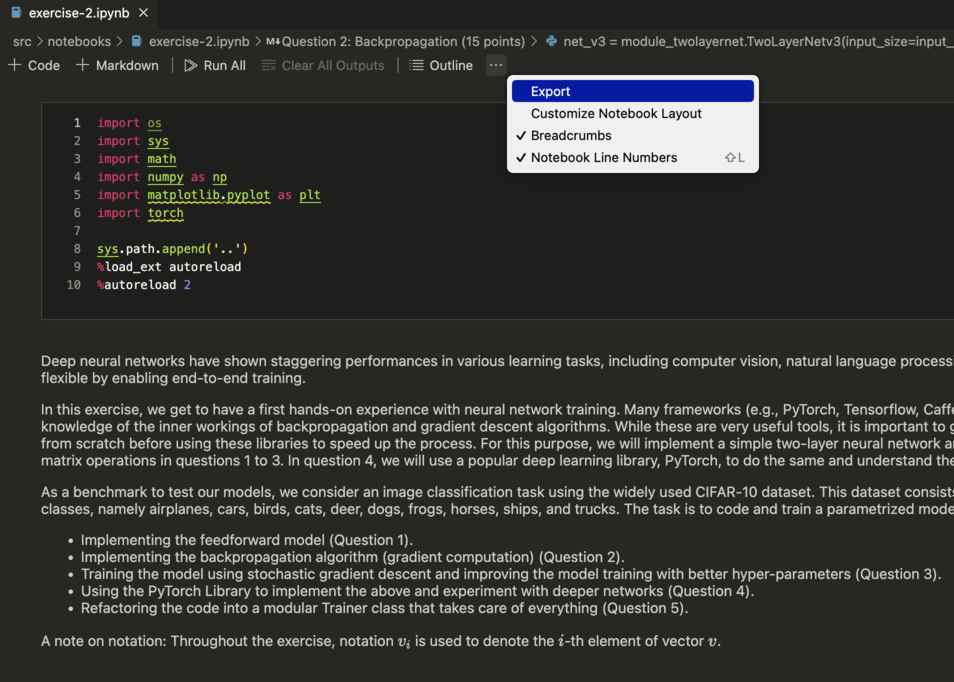 exercise-2.ipynb
src > notebooks > exercise-2.ipynb > M↓Question 2: Backpropagation (15 points) > net_v3 = module_twolayernet.TwoLayerNetv3(input_size=input_
+ Code + Markdown | Run All Clear All Outputs | Outline ...
Export
Customize Notebook Layout
✓ Breadcrumbs
✓ Notebook Line Numbers ⇧L
1 import os
2 import sys
3 import math
4 import numpy as np
5 import matplotlib.pyplot as plt
6 import torch
7
8 sys.path.append('..')
9 %load_ext autoreload
10 %autoreload 2
Deep neural networks have shown staggering performances in various learning tasks, including computer vision, natural language processi
flexible by enabling end-to-end training.
In this exercise, we get to have a first hands-on experience with neural network training. Many frameworks (e.g., PyTorch, Tensorflow, Caffe
knowledge of the inner workings of backpropagation and gradient descent algorithms. While these are very useful tools, it is important to g
from scratch before using these libraries to speed up the process. For this purpose, we will implement a simple two-layer neural network a
matrix operations in questions 1 to 3. In question 4, we will use a popular deep learning library, PyTorch, to do the same and understand the
As a benchmark to test our models, we consider an image classification task using the widely used CIFAR-10 dataset. This dataset consists
classes, namely airplanes, cars, birds, cats, deer, dogs, frogs, horses, ships, and trucks. The task is to code and train a parametrized mode
• Implementing the feedforward model (Question 1).
• Implementing the backpropagation algorithm (gradient computation) (Question 2).
• Training the model using stochastic gradient descent and improving the model training with better hyper-parameters (Question 3).
• Using the PyTorch Library to implement the above and experiment with deeper networks (Question 4).
• Refactoring the code into a modular Trainer class that takes care of everything (Question 5).
A note on notation: Throughout the exercise, notation vᵢ is used to denote the i-th element of vector v.